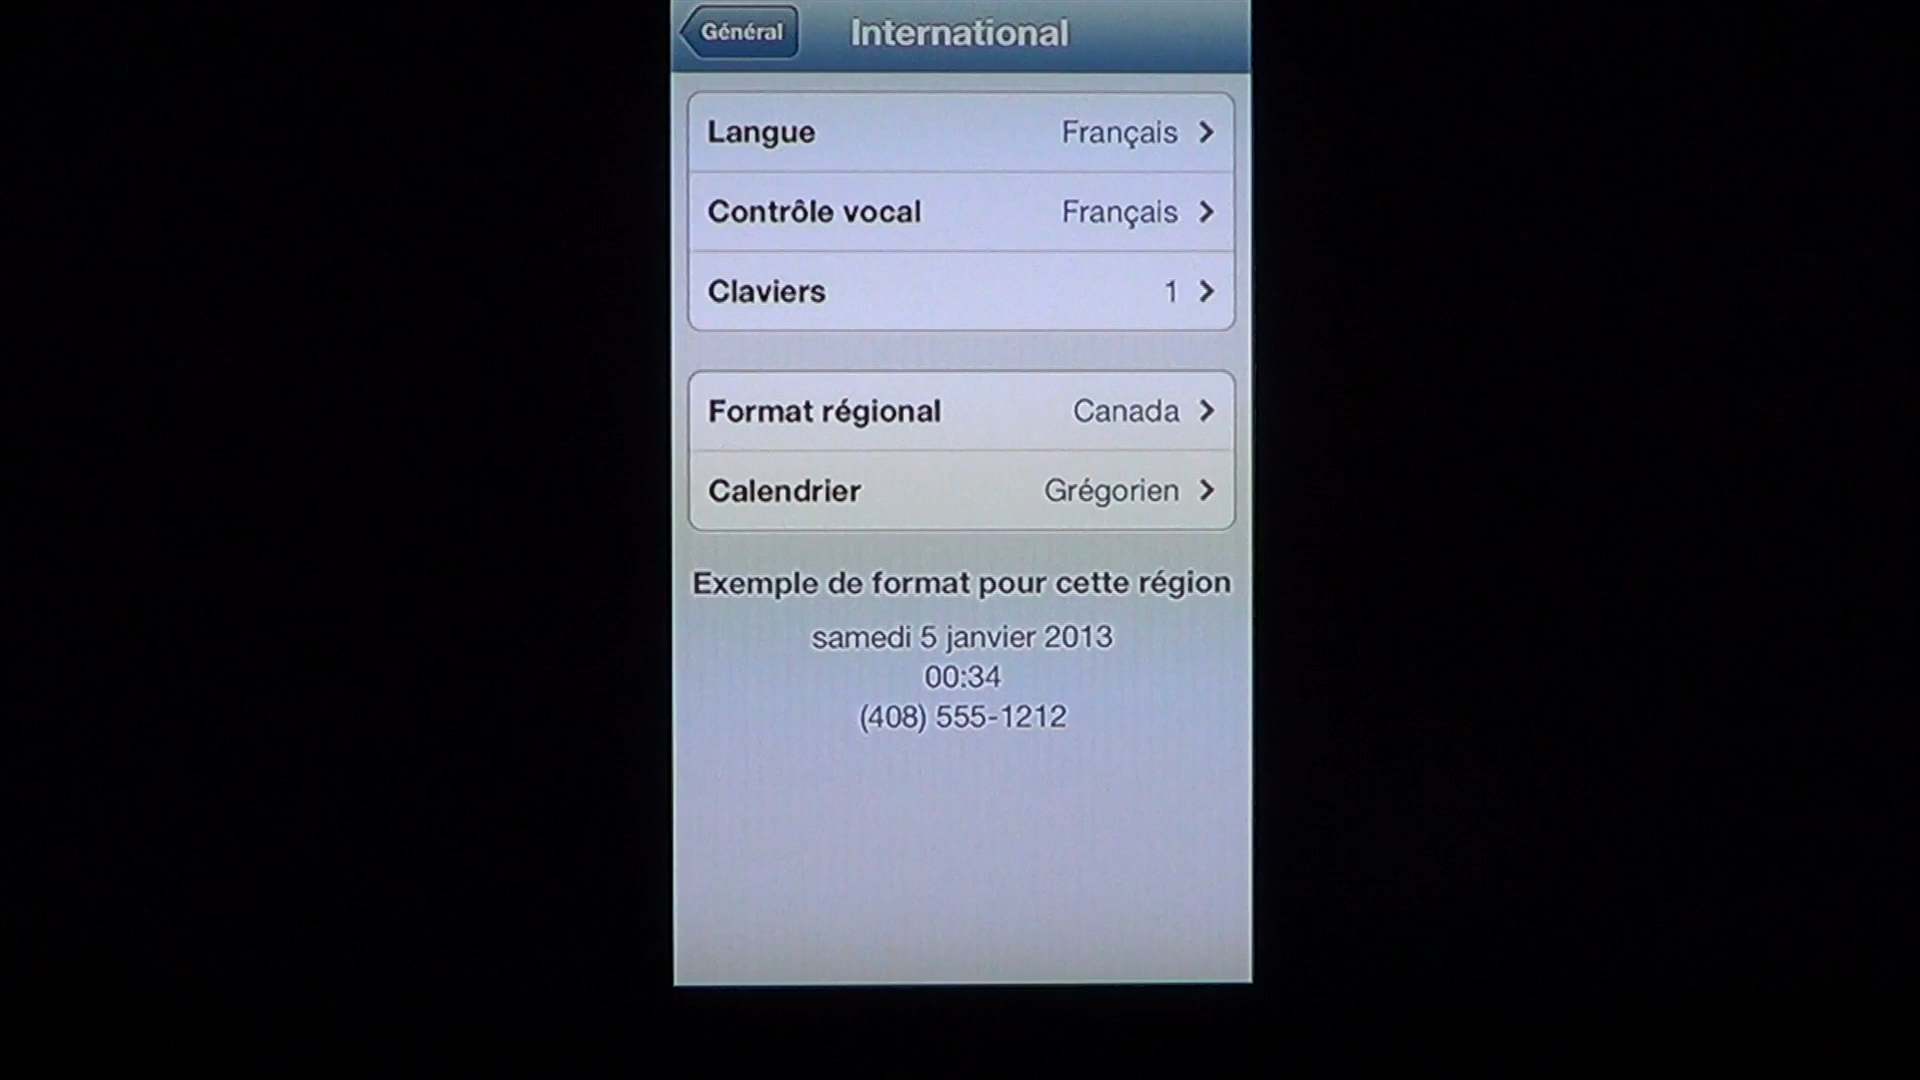 Général International
Langue Français
Contrôle vocal Français
Claviers 1
Format régional Canada
Calendrier Grégorien
Exemple de format pour cette région
samedi 5 janvier 2013
00:34
(408) 555-1212